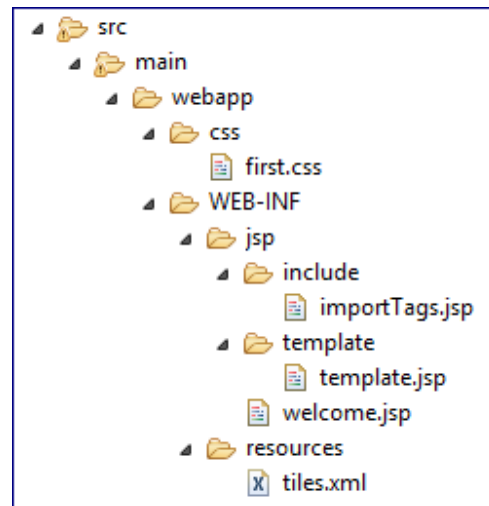 src
main
webapp
css
first.css
WEB-INF
jsp
include
importTags.jsp
template
template.jsp
welcome.jsp
resources
tiles.xml